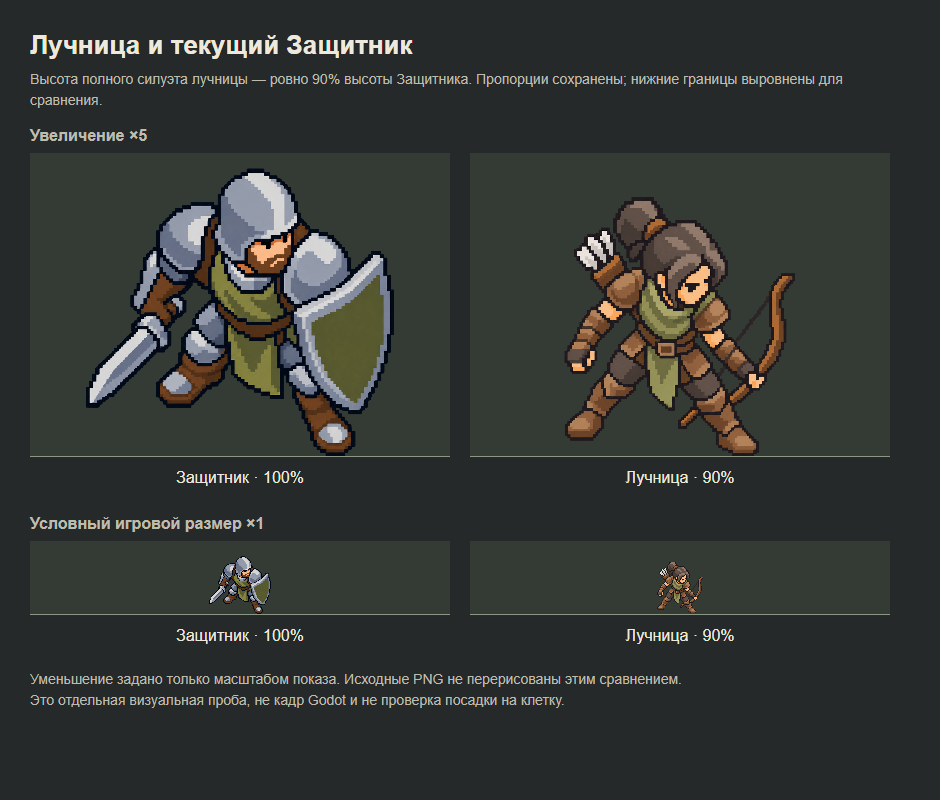 Лучница и текущий Защитник
Высота полного силуэта лучницы — ровно 90% высоты Защитника. Пропорции сохранены; нижние границы выровнены для
сравнения.
Увеличение ×5
Защитник · 100%
Лучница · 90%
Условный игровой размер ×1
Защитник · 100%
Лучница · 90%
Уменьшение задано только масштабом показа. Исходные PNG не перерисованы этим сравнением.
Это отдельная визуальная проба, не кадр Godot и не проверка посадки на клетку.